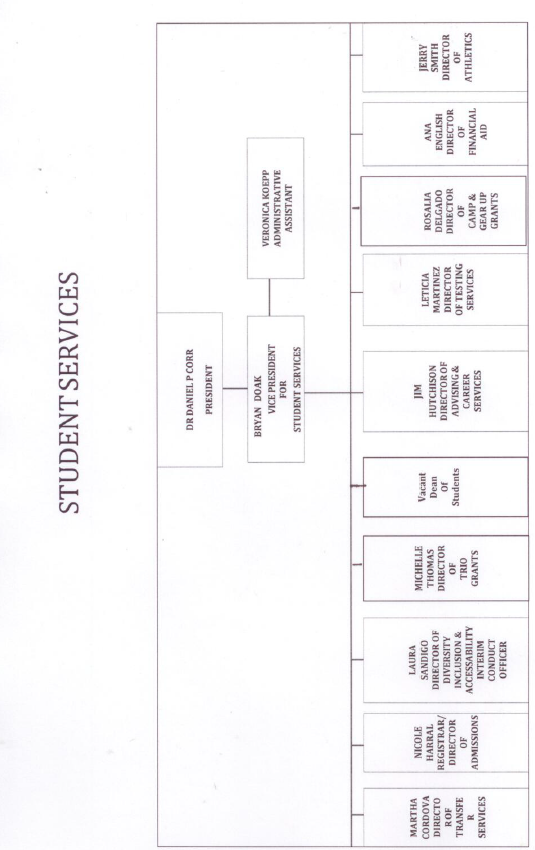 STUDENT SERVICES
DR DANIEL P CORR
PRESIDENT
BRYAN DOAK
VICE PRESIDENT
FOR
STUDENT SERVICES
VERONICA KOEPP
ADMINISTRATIVE
ASSISTANT
MARTHA
CORDOVA
DIRECTO
R OF
TRANSFE
R
SERVICES
NICOLE
HARRAL
REGISTRAR/
DIRECTOR
OF
ADMISSIONS
LAURA
SANDIGO
DIRECTOR OF
DIVERSITY
INCLUSION &
ACCESSABILITY
INTERIM
CONDUCT
OFFICER
MICHELLE
THOMAS
DIRECTOR
OF
TRIO
GRANTS
Vacant
Dean
Of
Students
JIM
HUTCHISON
DIRECTOR OF
ADVISING &
CAREER
SERVICES
LETICIA
MARTINEZ
DIRECTOR
OF TESTING
SERVICES
ROSALIA
DELGADO
DIRECTOR
OF
CAMP &
GEAR UP
GRANTS
ANA
ENGLISH
DIRECTOR
OF
FINANCIAL
AID
JERRY
SMITH
DIRECTOR
OF
ATHLETICS